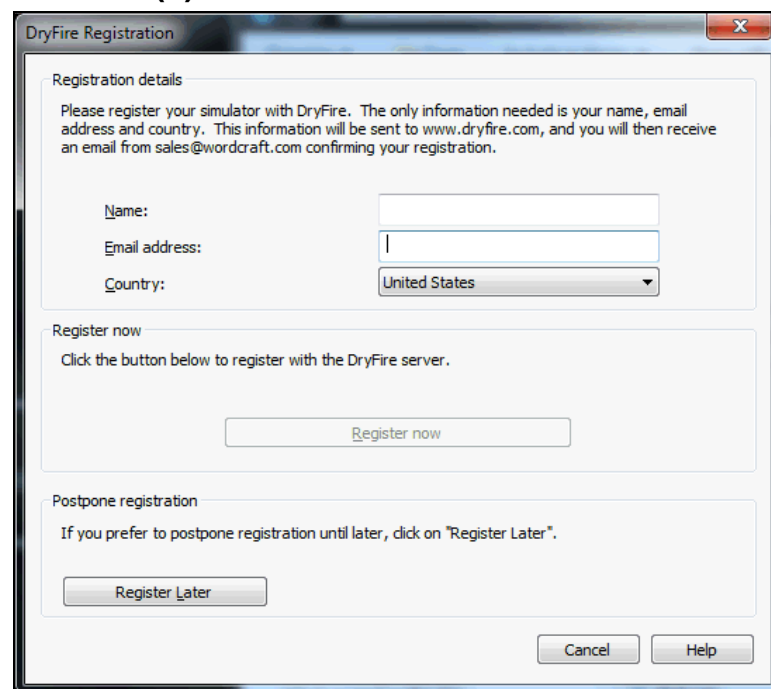 DryFire Registration
Registration details
Please register your simulator with DryFire. The only information needed is your name, email
address and country. This information will be sent to www.dryfire.com, and you will then receive
an email from sales@wordcraft.com confirming your registration.
Name:
Email address:
Country:
United States
Register now
Click the button below to register with the DryFire server.
Register now
Postpone registration
If you prefer to postpone registration until later, click on "Register Later".
Register Later
Cancel
Help